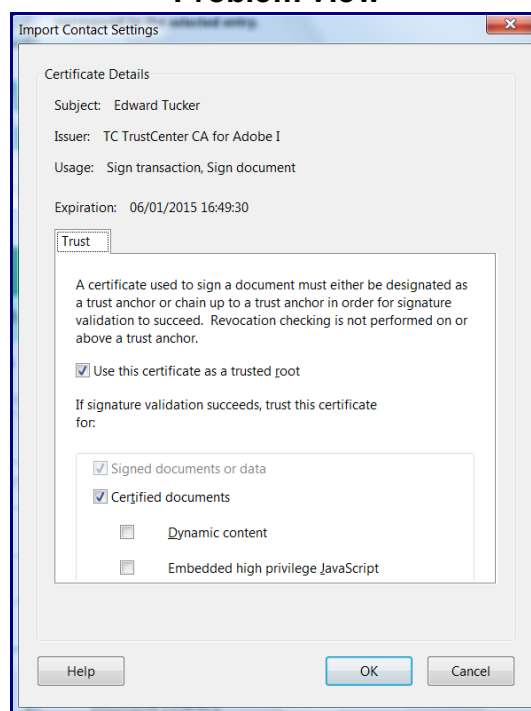 Problem View
Import Contact Settings
Certificate Details
Subject: Edward Tucker
Issuer: TC TrustCenter CA for Adobe I
Usage: Sign transaction, Sign document
Expiration: 06/01/2015 16:49:30
Trust
A certificate used to sign a document must either be designated as
a trust anchor or chain up to a trust anchor in order for signature
validation to succeed. Revocation checking is not performed on or
above a trust anchor.
Use this certificate as a trusted root
If signature validation succeeds, trust this certificate
for:
Signed documents or data
Certified documents
Dynamic content
Embedded high privilege JavaScript
Help
OK
Cancel